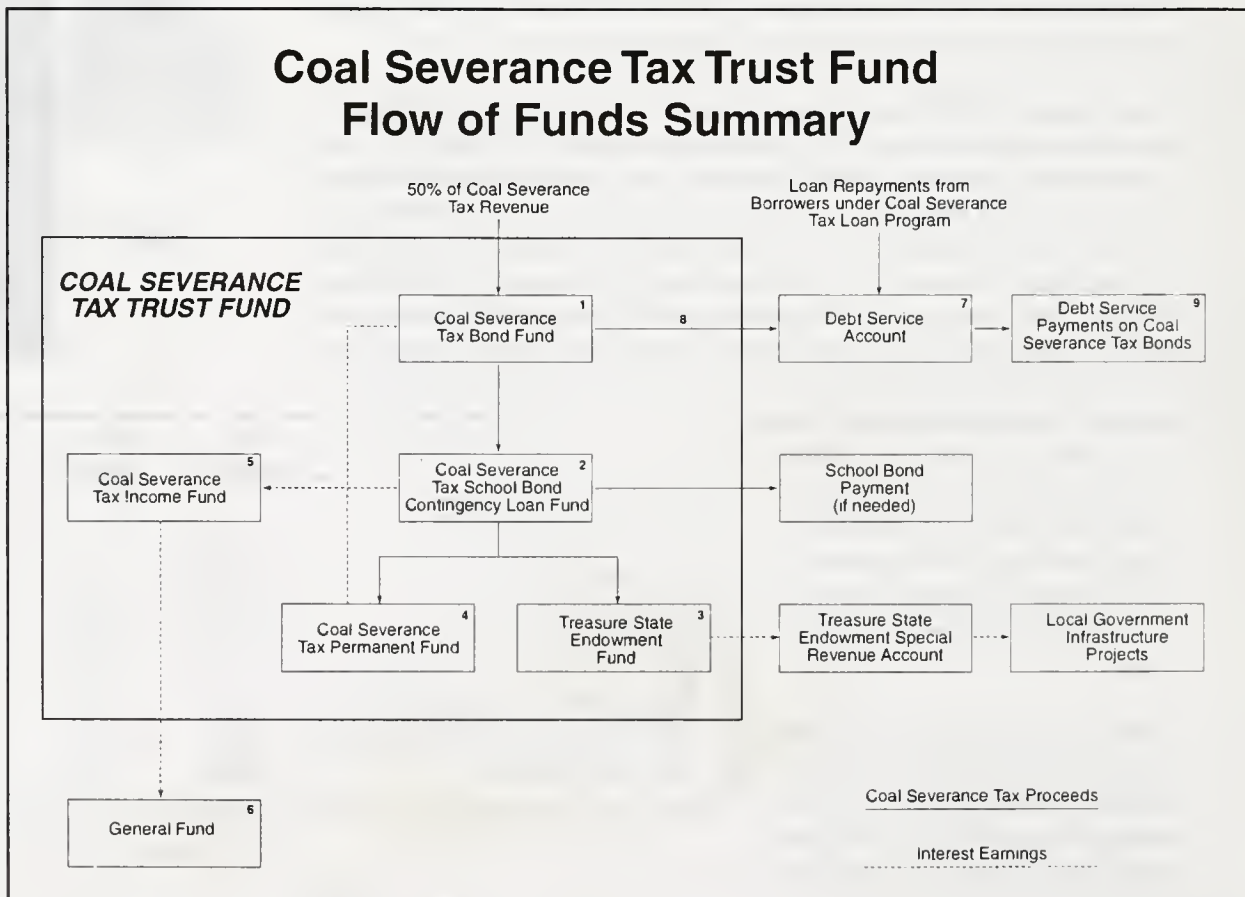 Coal Severance Tax Trust Fund
Flow of Funds Summary
50% of Coal Severance
Tax Revenue
Loan Repayments from
Borrowers under Coal Severance
Tax Loan Program
COAL SEVERANCE
TAX TRUST FUND
1
Coal Severance
Tax Bond Fund
8
7
Debt Service
Account
9
Debt Service
Payments on Coal
Severance Tax Bonds
5
Coal Severance
Tax Income Fund
2
Coal Severance
Tax School Bond
Contingency Loan Fund
School Bond
Payment
(if needed)
4
Coal Severance
Tax Permanent Fund
3
Treasure State
Endowment
Fund
Treasure State
Endowment Special
Revenue Account
Local Government
Infrastructure
Projects
6
General Fund
Coal Severance Tax Proceeds
Interest Earnings